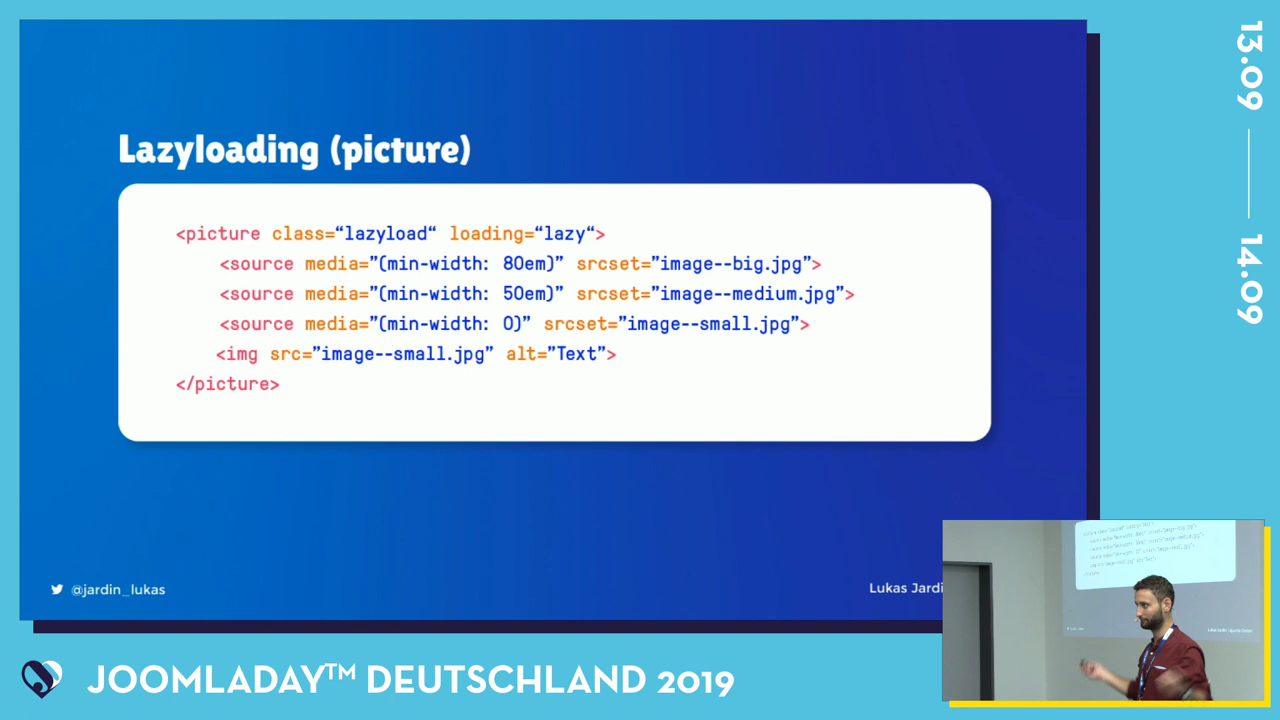 Lazyloading (picture)
<picture class=“lazyload“ loading=“lazy“>
<source media=”(min-width: 80em)” srcset=”image--big.jpg”>
<source media=”(min-width: 50em)” srcset=”image--medium.jpg”>
<source media=”(min-width: 0)” srcset=”image--small.jpg”>
<img src=”image--small.jpg” alt=”Text”>
</picture>
@jardin_lukas
Lukas Jardi
JOOMLADAY™ DEUTSCHLAND 2019
13.09
14.09